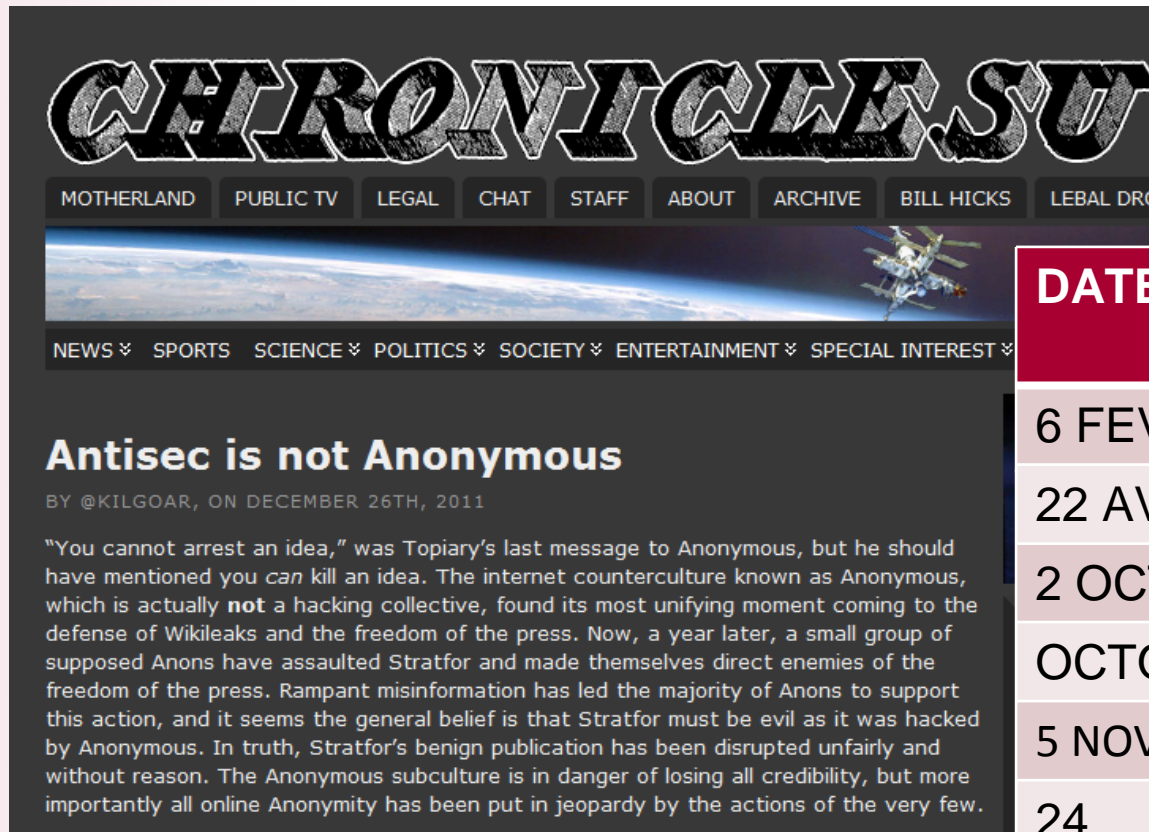 CHRONICLE.SU
MOTHERLAND PUBLIC TV LEGAL CHAT STAFF ABOUT ARCHIVE BILL HICKS LEBAL DRO
NEWS SPORTS SCIENCE POLITICS SOCIETY ENTERTAINMENT SPECIAL INTEREST
Antisec is not Anonymous
BY @KILGOAR, ON DECEMBER 26TH, 2011
“You cannot arrest an idea,” was Topiary’s last message to Anonymous, but he should
have mentioned you can kill an idea. The internet counterculture known as Anonymous,
which is actually not a hacking collective, found its most unifying moment coming to the
defense of Wikileaks and the freedom of the press. Now, a year later, a small group of
supposed Anons have assaulted Stratfor and made themselves direct enemies of the
freedom of the press. Rampant misinformation has led the majority of Anons to support
this action, and it seems the general belief is that Stratfor must be evil as it was hacked
by Anonymous. In truth, Stratfor’s benign publication has been disrupted unfairly and
without reason. The Anonymous subculture is in danger of losing all credibility, but more
importantly all online Anonymity has been put in jeopardy by the actions of the very few.
DATE
6 FEV
22 AV
2 OCT
OCTO
5 NOV
24